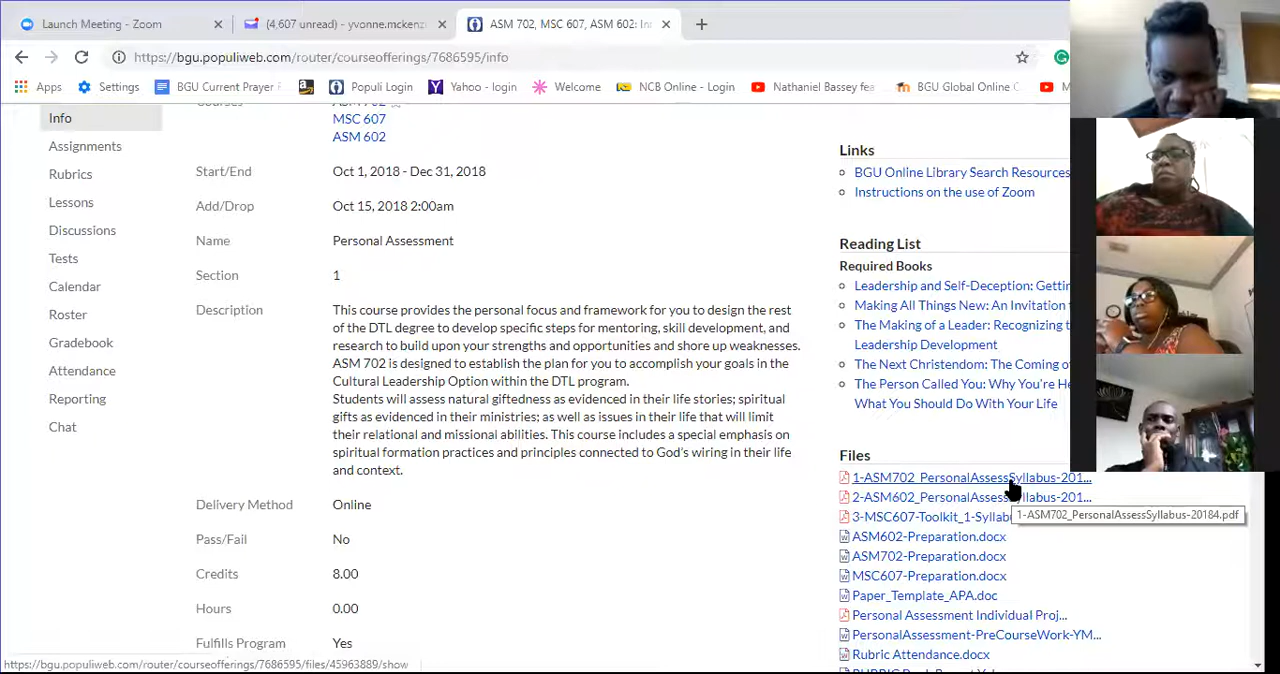 Launch Meeting - Zoom
(4,607 unread) - yvonne.mckenz
ASM 702, MSC 607, ASM 602: In
https://bgu.populiweb.com/router/courseofferings/7686595/info
Apps
Settings
BGU Current Prayer
Populi Login
Yahoo - login
Welcome
NCB Online - Login
Nathaniel Bassey fea
BGU Global Online C
Info
Assignments
Rubrics
Lessons
Discussions
Tests
Calendar
Roster
Gradebook
Attendance
Reporting
Chat
MSC 607
ASM 602
Start/End
Oct 1, 2018 - Dec 31, 2018
Add/Drop
Oct 15, 2018 2:00am
Name
Personal Assessment
Section
1
Description
This course provides the personal focus and framework for you to design the rest
of the DTL degree to develop specific steps for mentoring, skill development, and
research to build upon your strengths and opportunities and shore up weaknesses.
ASM 702 is designed to establish the plan for you to accomplish your goals in the
Cultural Leadership Option within the DTL program.
Students will assess natural giftedness as evidenced in their life stories; spiritual
gifts as evidenced in their ministries; as well as issues in their life that will limit
their relational and missional abilities. This course includes a special emphasis on
spiritual formation practices and principles connected to God's wiring in their life
and context.
Delivery Method
Online
Pass/Fail
No
Credits
8.00
Hours
0.00
Fulfills Program
Yes
Links
BGU Online Library Search Resources
Instructions on the use of Zoom
Reading List
Required Books
Leadership and Self-Deception: Gettin
Making All Things New: An Invitation t
The Making of a Leader: Recognizing t
Leadership Development
The Next Christendom: The Coming o
The Person Called You: Why You're He
What You Should Do With Your Life
Files
1-ASM702_PersonalAssessSyllabus-201...
2-ASM602_PersonalAssessSyllabus-201...
3-MSC607-Toolkit_1-Syllab
1-ASM702_PersonalAssessSyllabus-20184.pdf
ASM602-Preparation.docx
ASM702-Preparation.docx
MSC607-Preparation.docx
Paper_Template_APA.doc
Personal Assessment Individual Proj...
PersonalAssessment-PreCourseWork-YM...
Rubric Attendance.docx
https://bgu.populiweb.com/router/courseofferings/7686595/files/45963889/show